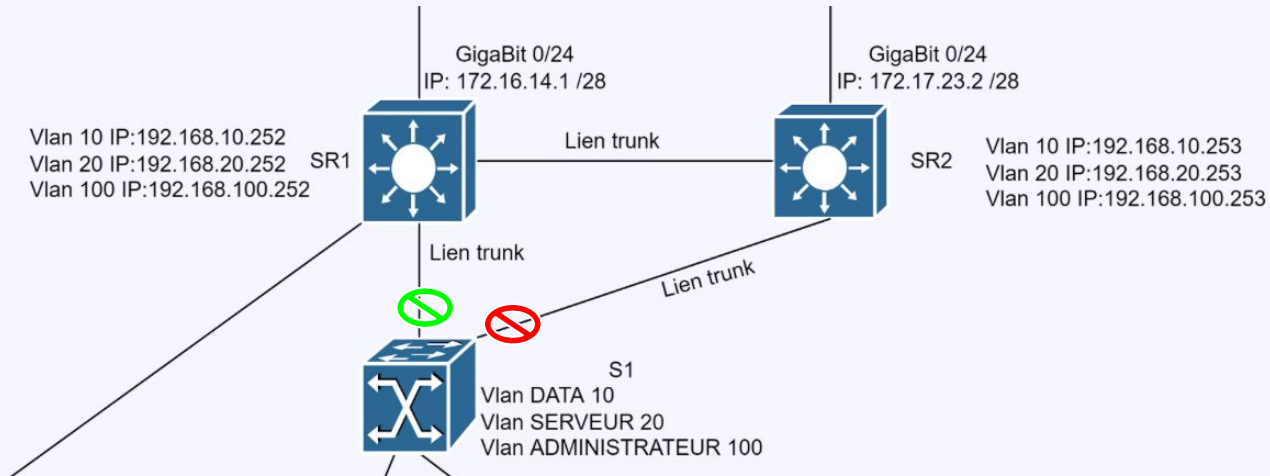 GigaBit 0/24
IP: 172.16.14.1 /28
GigaBit 0/24
IP: 172.17.23.2 /28
Vlan 10 IP:192.168.10.252
Vlan 20 IP:192.168.20.252
Vlan 100 IP:192.168.100.252
SR1
Lien trunk
SR2
Vlan 10 IP:192.168.10.253
Vlan 20 IP:192.168.20.253
Vlan 100 IP:192.168.100.253
Lien trunk
Lien trunk
S1
Vlan DATA 10
Vlan SERVEUR 20
Vlan ADMINISTRATEUR 100